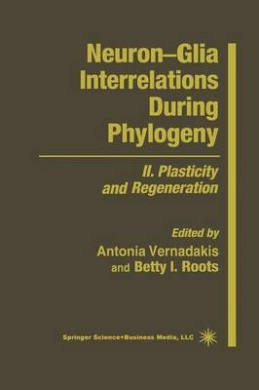 Neuron–Glia
Interrelations
During
Phylogeny
II. Plasticity
and Regeneration
Edited by
Antonia Vernadakis
and Betty I. Roots
Springer Science+Business Media, LLC